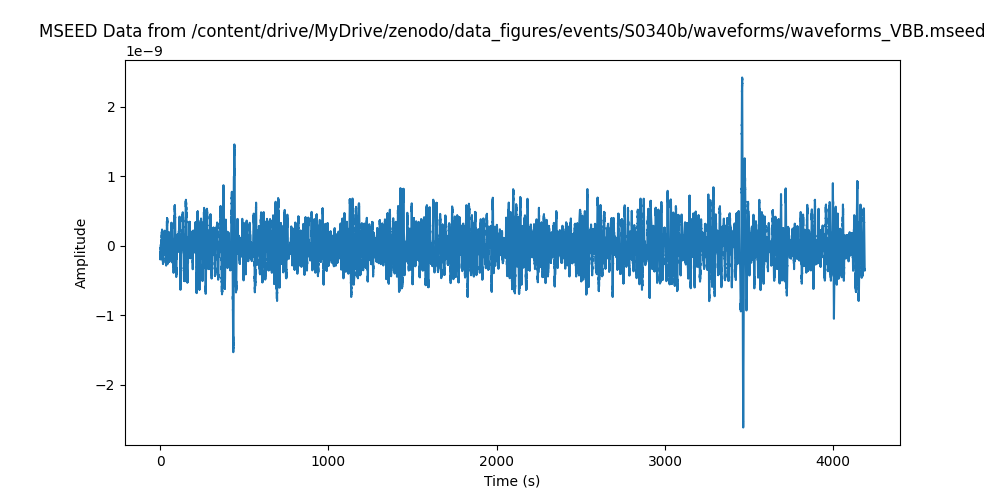 MSEED Data from /content/drive/MyDrive/zenodo/data_figures/events/S0340b/waveforms/waveforms_VBB.mseed
1e−9
2
1
0
−1
−2
Amplitude
0 1000 2000 3000 4000
Time (s)